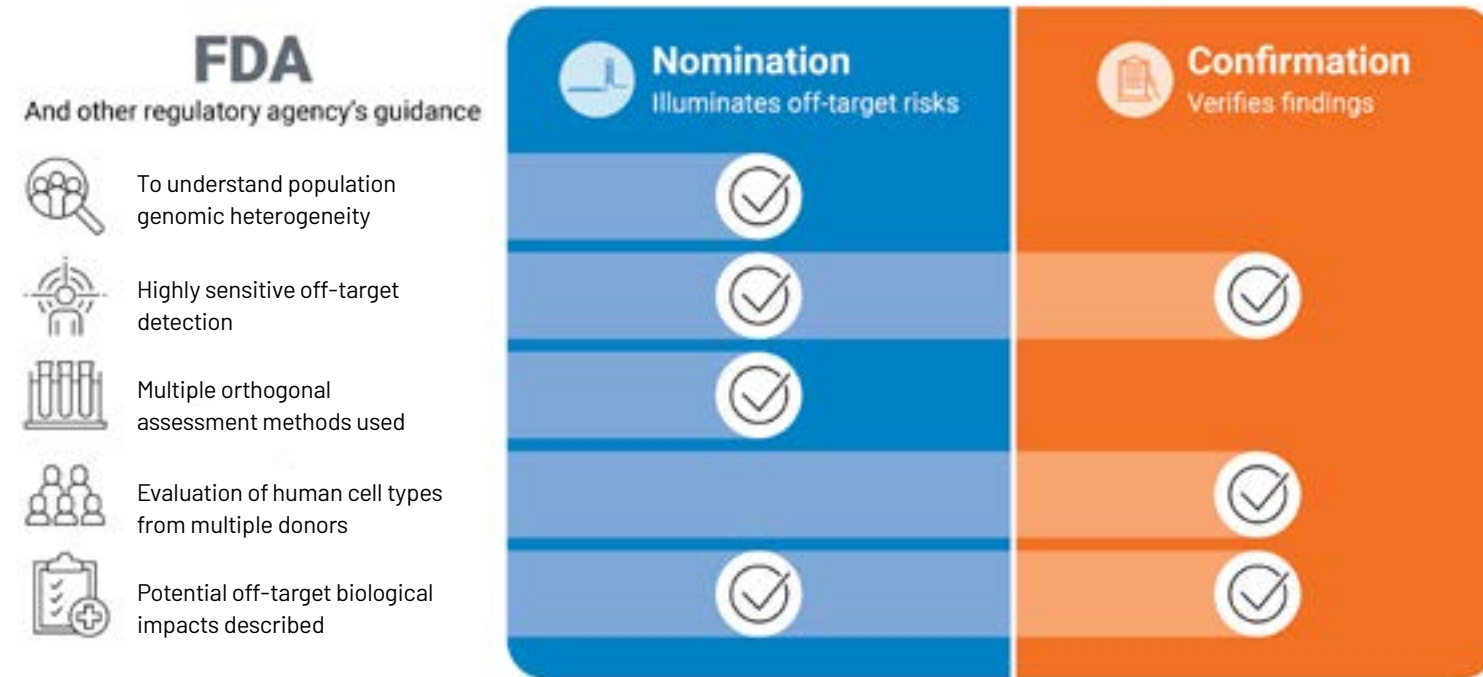 FDA
And other regulatory agency's guidance
Nomination
Illuminates off-target risks
Confirmation
Verifies findings
To understand population
genomic heterogeneity
Highly sensitive off-target
detection
Multiple orthogonal
assessment methods used
Evaluation of human cell types
from multiple donors
Potential off-target biological
impacts described